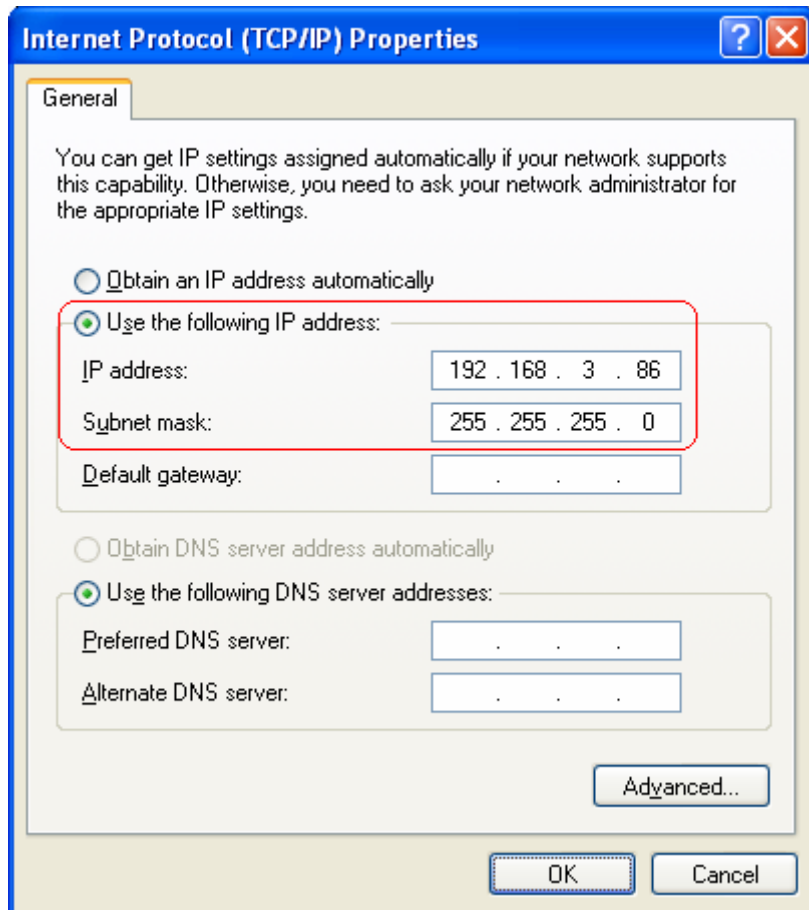 Internet Protocol (TCP/IP) Properties
General
You can get IP settings assigned automatically if your network supports
this capability. Otherwise, you need to ask your network administrator for
the appropriate IP settings.
Obtain an IP address automatically
Use the following IP address:
IP address: 192 . 168 . 3 . 86
Subnet mask: 255 . 255 . 255 . 0
Default gateway: . . .
Obtain DNS server address automatically
Use the following DNS server addresses:
Preferred DNS server: . . .
Alternate DNS server: . . .
Advanced...
OK Cancel